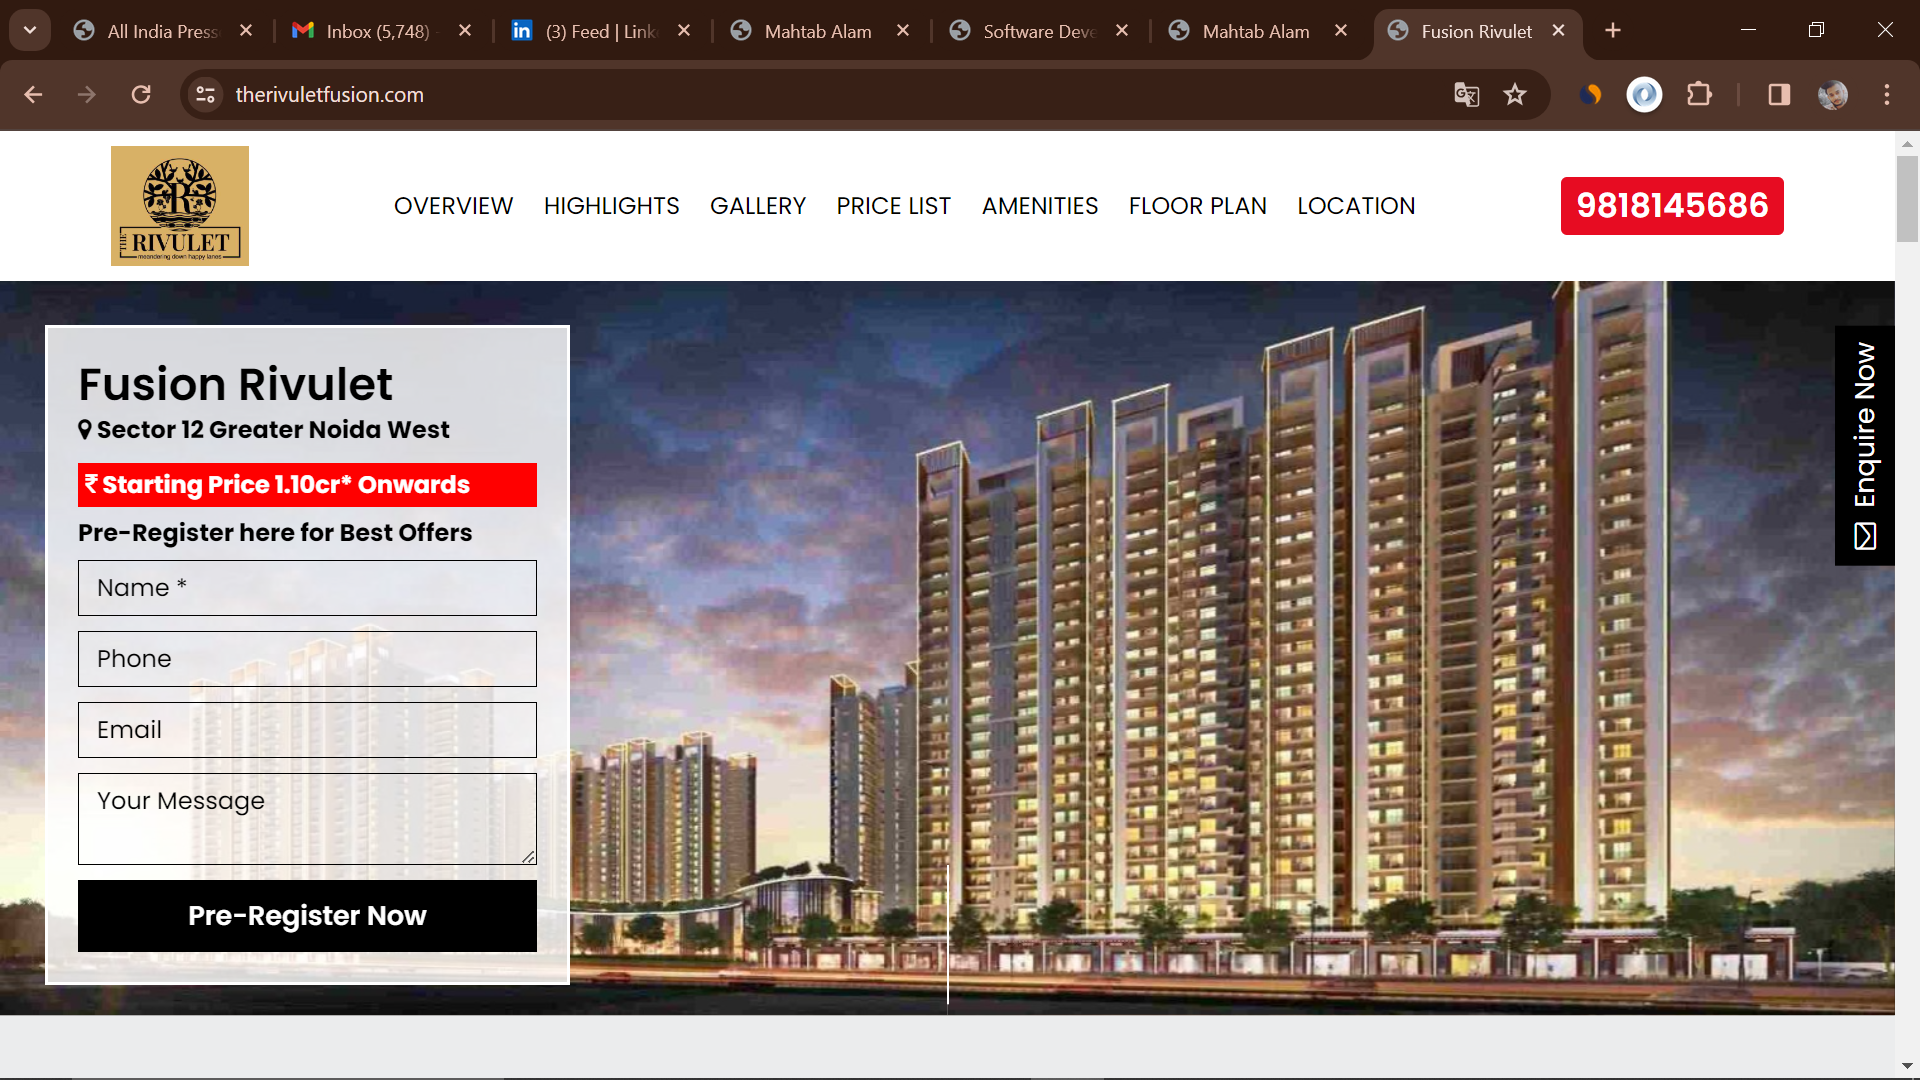 All India Press
Inbox (5,748)
(3) Feed | Link
Mahtab Alam
Software Deve
Mahtab Alam
Fusion Rivulet
therivuletfusion.com
R
THE RIVULET
meandering down happy lanes
OVERVIEW HIGHLIGHTS GALLERY PRICE LIST AMENITIES FLOOR PLAN LOCATION
9818145686
Fusion Rivulet
Sector 12 Greater Noida West
₹ Starting Price 1.10cr* Onwards
Pre-Register here for Best Offers
Name *
Phone
Email
Your Message
Pre-Register Now
Enquire Now